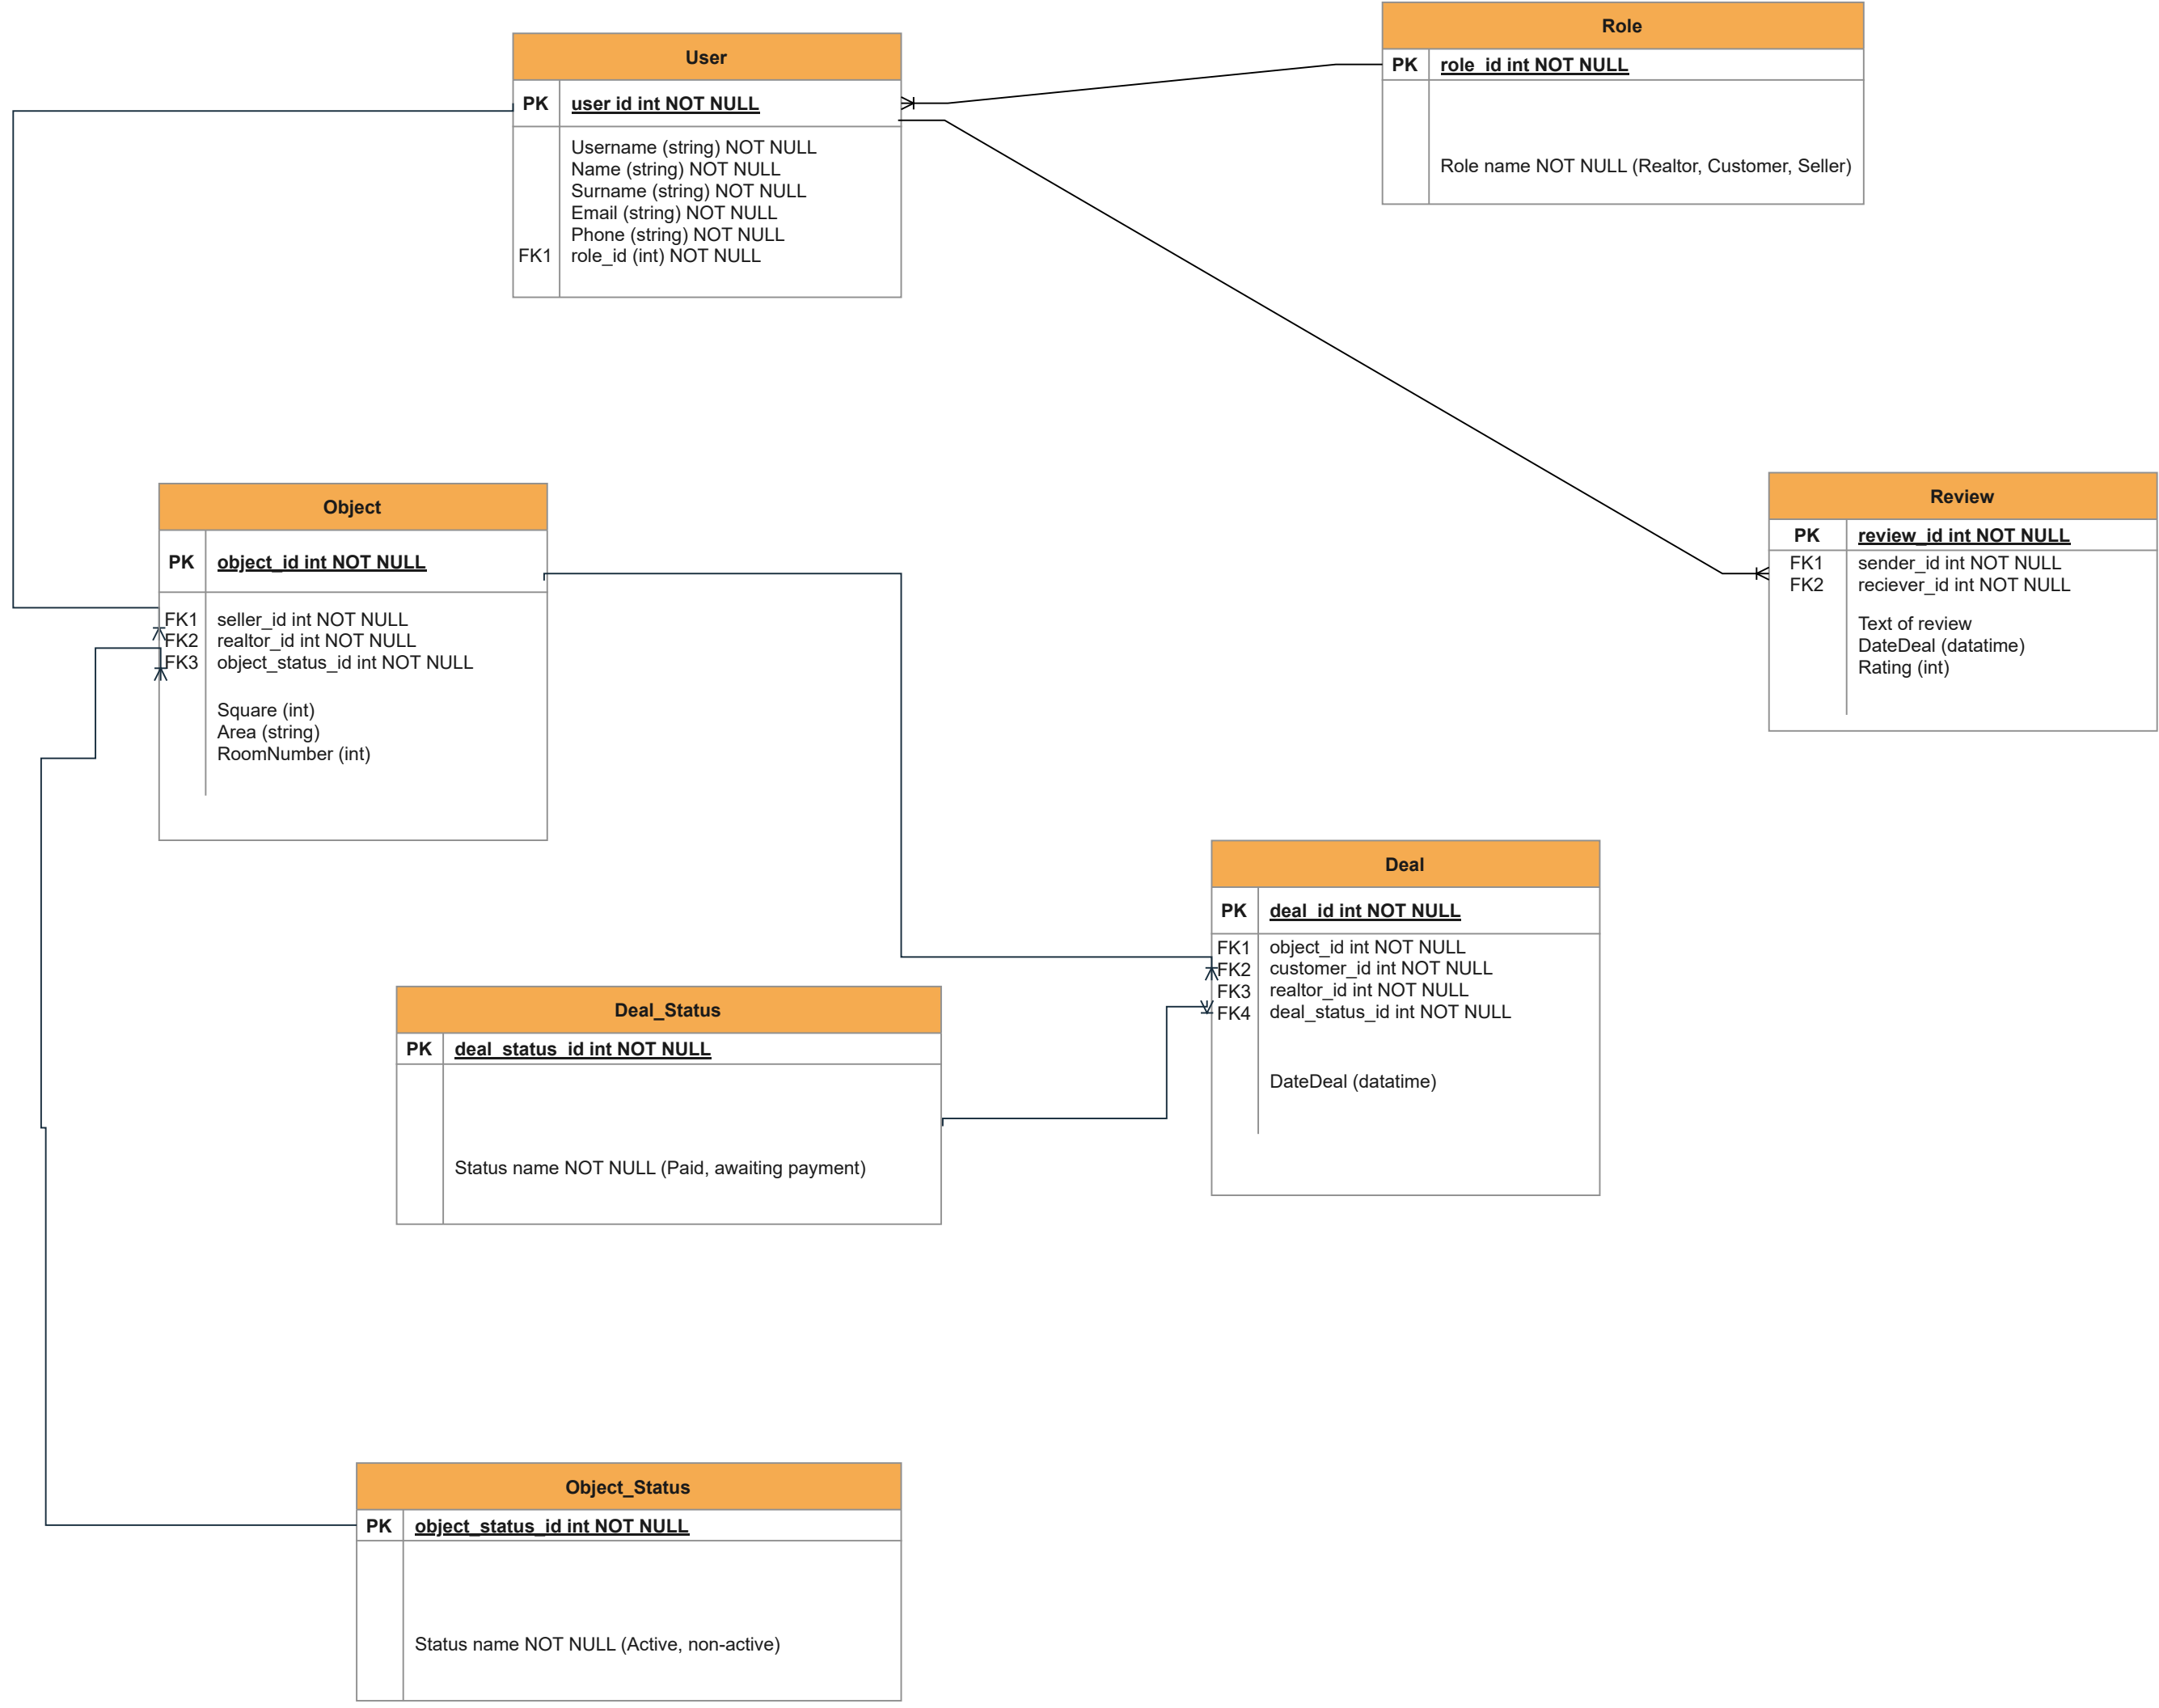 User
PK user id int NOT NULL
Username (string) NOT NULL
Name (string) NOT NULL
Surname (string) NOT NULL
Email (string) NOT NULL
Phone (string) NOT NULL
FK1 role_id (int) NOT NULL
Role
PK role_id int NOT NULL
Role name NOT NULL (Realtor, Customer, Seller)
Object
PK object_id int NOT NULL
FK1 seller_id int NOT NULL
FK2 realtor_id int NOT NULL
FK3 object_status_id int NOT NULL
Square (int)
Area (string)
RoomNumber (int)
Review
PK review_id int NOT NULL
FK1 sender_id int NOT NULL
FK2 reciever_id int NOT NULL
Text of review
DateDeal (datatime)
Rating (int)
Deal
PK deal_id int NOT NULL
FK1 object_id int NOT NULL
FK2 customer_id int NOT NULL
FK3 realtor_id int NOT NULL
FK4 deal_status_id int NOT NULL
DateDeal (datatime)
Deal_Status
PK deal_status_id int NOT NULL
Status name NOT NULL (Paid, awaiting payment)
Object_Status
PK object_status_id int NOT NULL
Status name NOT NULL (Active, non-active)